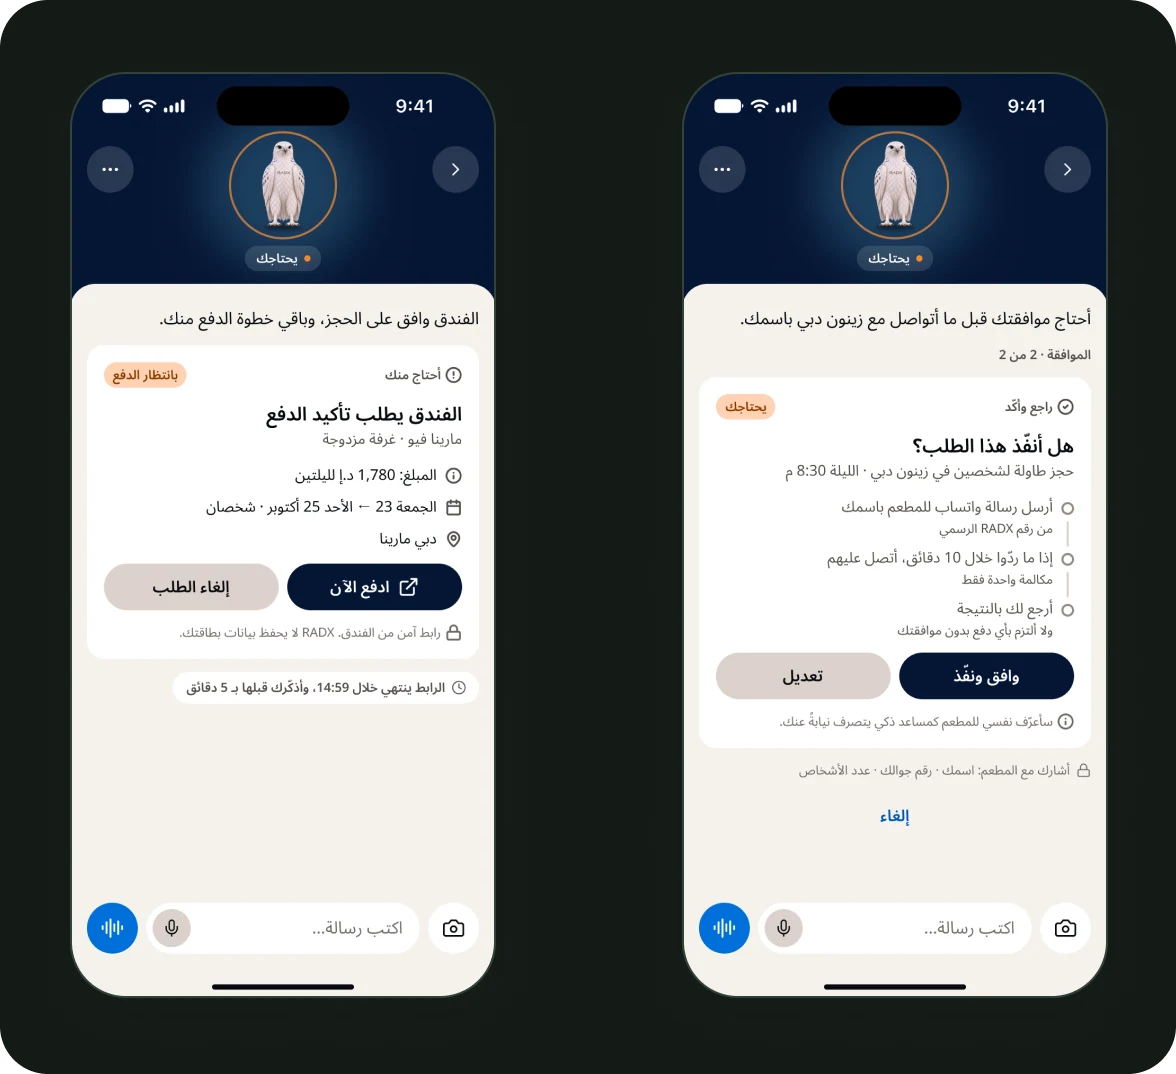 9:41
يحتاجك
أحتاج موافقتك قبل ما أتواصل مع زينون دبي باسمك.
الموافقة · 2 من 2
راجع وأكّد
يحتاجك
هل أنفّذ هذا الطلب؟
حجز طاولة لشخصين في زينون دبي · الليلة 8:30 م
أرسل رسالة واتساب للمطعم باسمك
من رقم RADX الرسمي
إذا ما ردّوا خلال 10 دقائق، أتصل عليهم
مكالمة واحدة فقط
أرجع لك بالنتيجة
ولا ألتزم بأي دفع بدون موافقتك
وافق ونفّذ
تعديل
سأعرّف نفسي للمطعم كمساعد ذكي يتصرف نيابةً عنك.
أشارك مع المطعم: اسمك · رقم جوالك · عدد الأشخاص
إلغاء
اكتب رسالة...
9:41
يحتاجك
الفندق وافق على الحجز، وباقي خطوة الدفع منك.
أحتاج منك
بانتظار الدفع
الفندق يطلب تأكيد الدفع
مارينا فيو · غرفة مزدوجة
المبلغ: 1,780 د.إ لليلتين
الجمعة 23 ← الأحد 25 أكتوبر · شخصان
دبي مارينا
ادفع الآن
إلغاء الطلب
رابط آمن من الفندق. RADX لا يحفظ بيانات بطاقتك.
الرابط ينتهي خلال 14:59، وأذكّرك قبلها بـ 5 دقائق
اكتب رسالة...